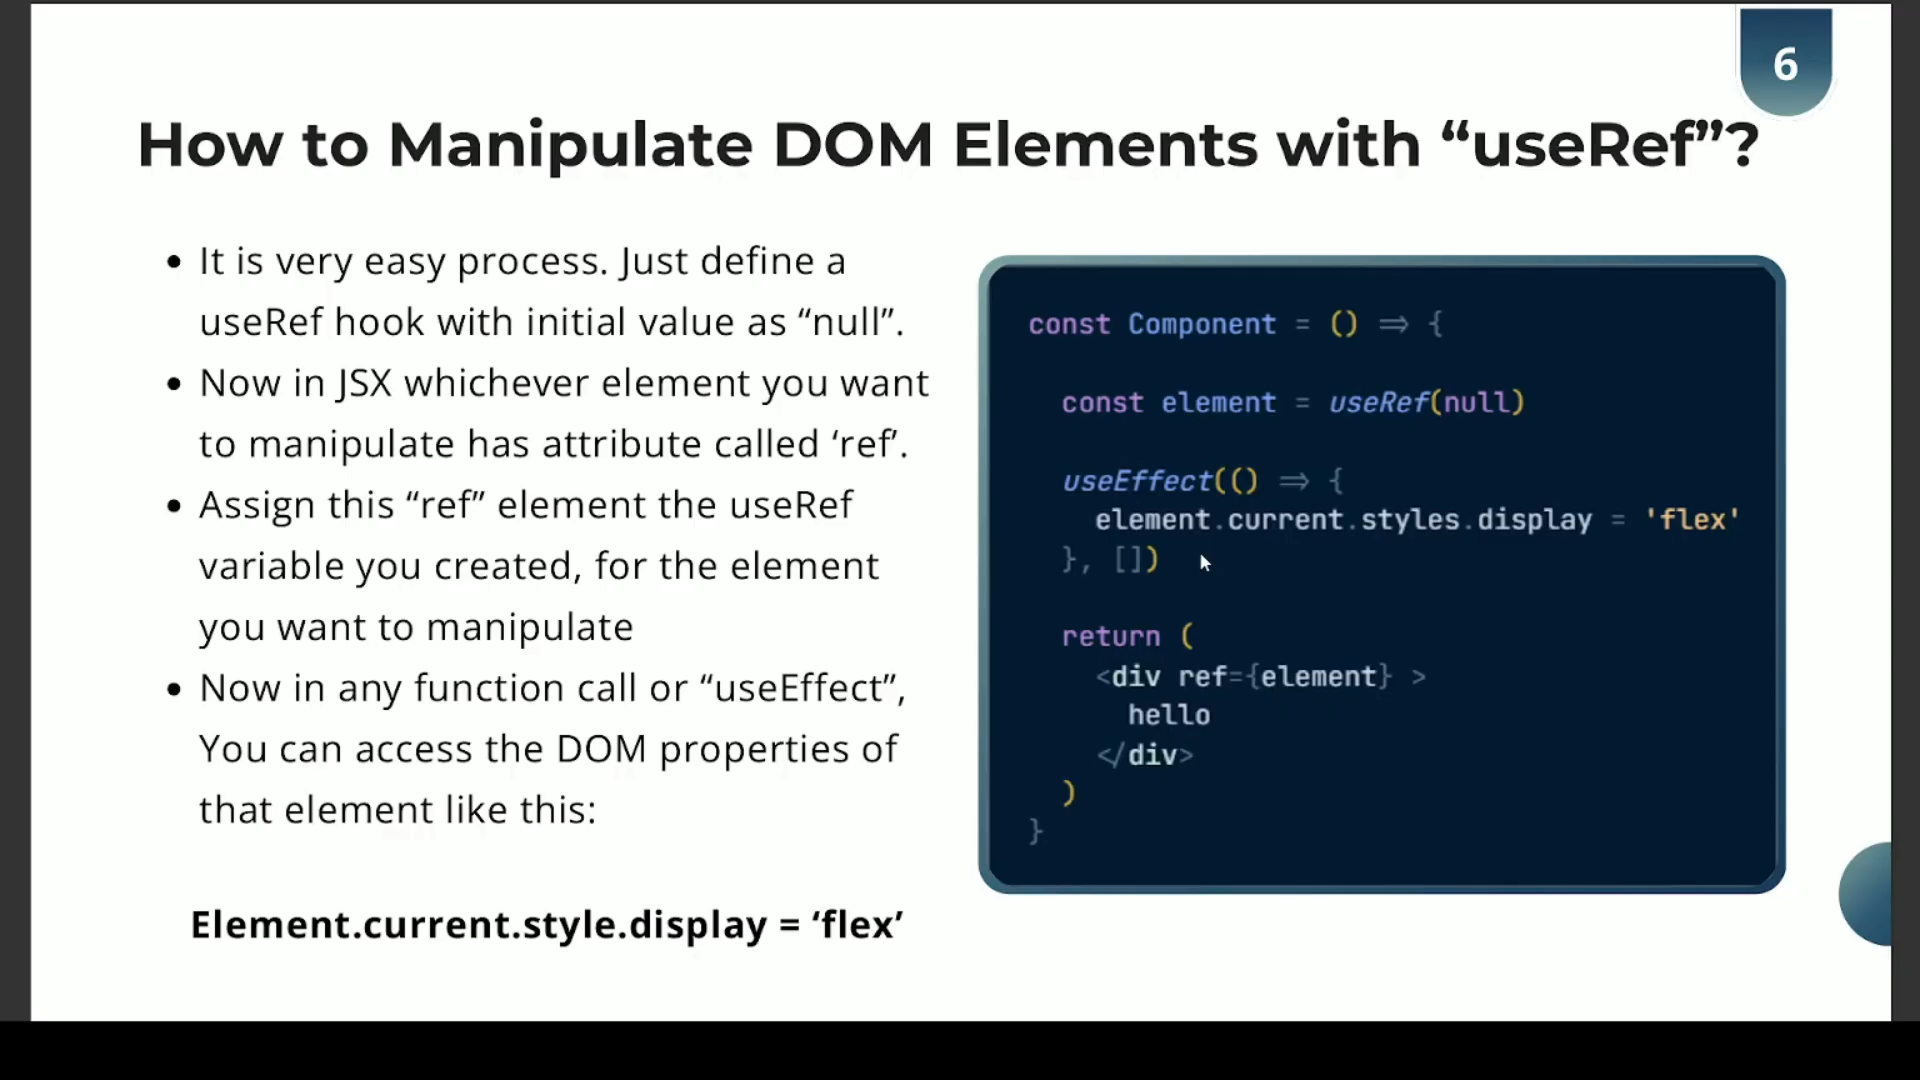 6
How to Manipulate DOM Elements with “useRef”?
• It is very easy process. Just define a
useRef hook with initial value as “null”.
• Now in JSX whichever element you want
to manipulate has attribute called ‘ref’.
• Assign this “ref” element the useRef
variable you created, for the element
you want to manipulate
• Now in any function call or “useEffect”,
You can access the DOM properties of
that element like this:
Element.current.style.display = ‘flex’
const Component = () => {
const element = useRef(null)
useEffect(() => {
element.current.styles.display = 'flex'
}, [])
return (
<div ref={element} >
hello
</div>
)
}